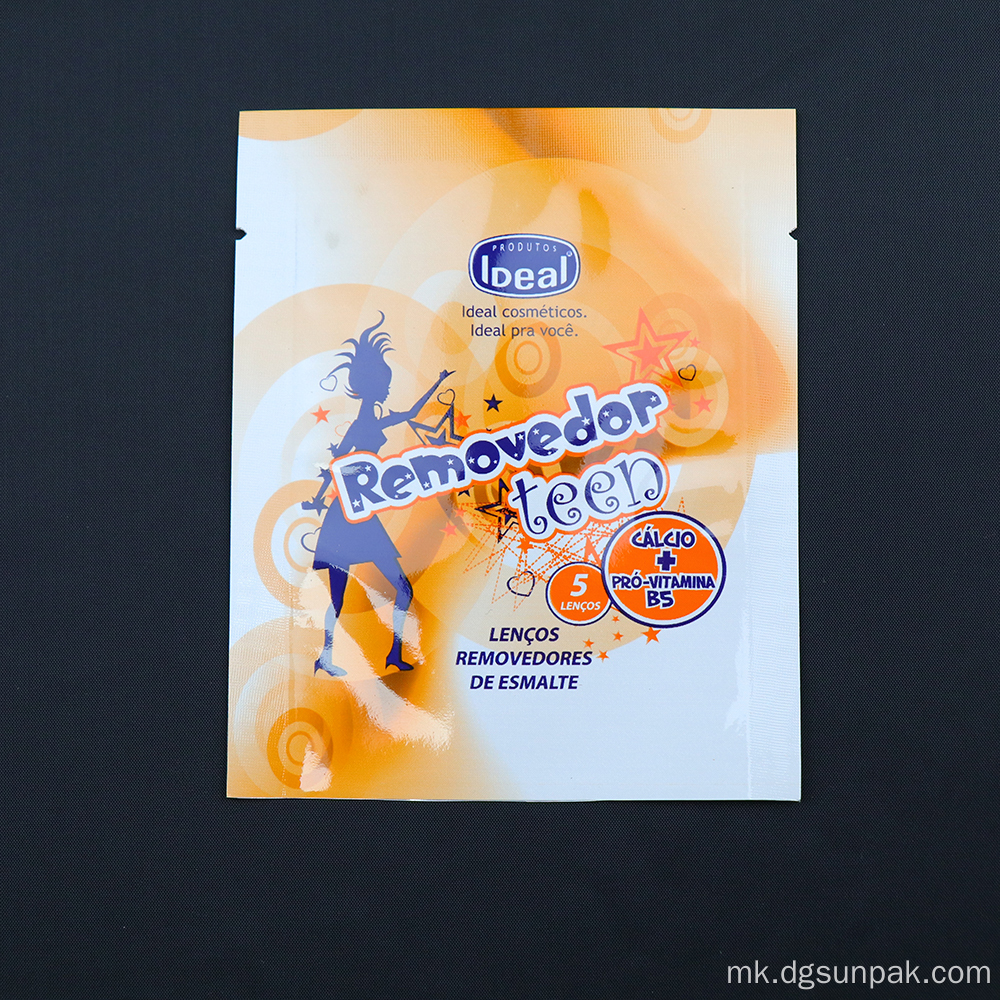 PRODUTOS
Ideal®
Ideal cosméticos.
Ideal pra você.
Removedor
teen
CÁLCIO
+
PRÓ-VITAMINA
B5
5
LENÇOS
LENÇOS
REMOVEDORES
DE ESMALTE
mk.dgsunpak.com